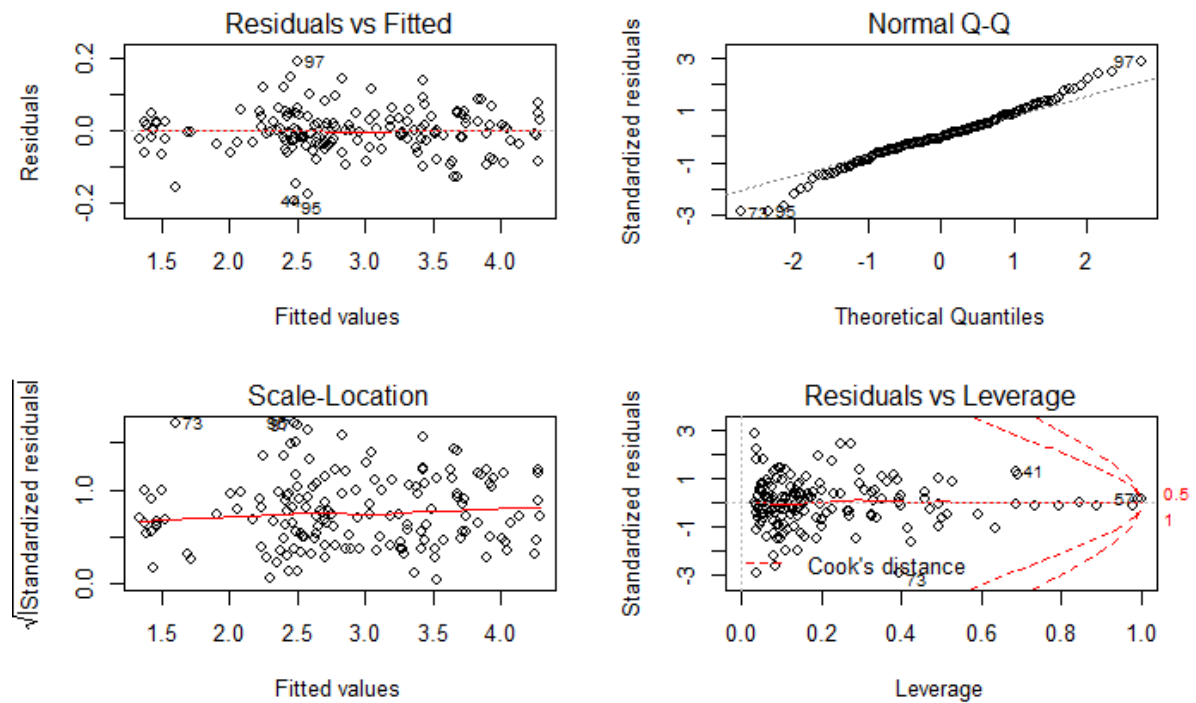 Residuals vs Fitted
Residuals
0.2
0.0
-0.2
97
44
95
1.5 2.0 2.5 3.0 3.5 4.0
Fitted values
Normal Q-Q
Standardized residuals
3
1
-1
-3
97
73 95
-2 -1 0 1 2
Theoretical Quantiles
Scale-Location
√|Standardized residuals|
1.0
0.0
73
1.5 2.0 2.5 3.0 3.5 4.0
Fitted values
Residuals vs Leverage
Standardized residuals
3
1
-1
-3
41
57
0.5
1
Cook's distance
73
0.0 0.2 0.4 0.6 0.8 1.0
Leverage